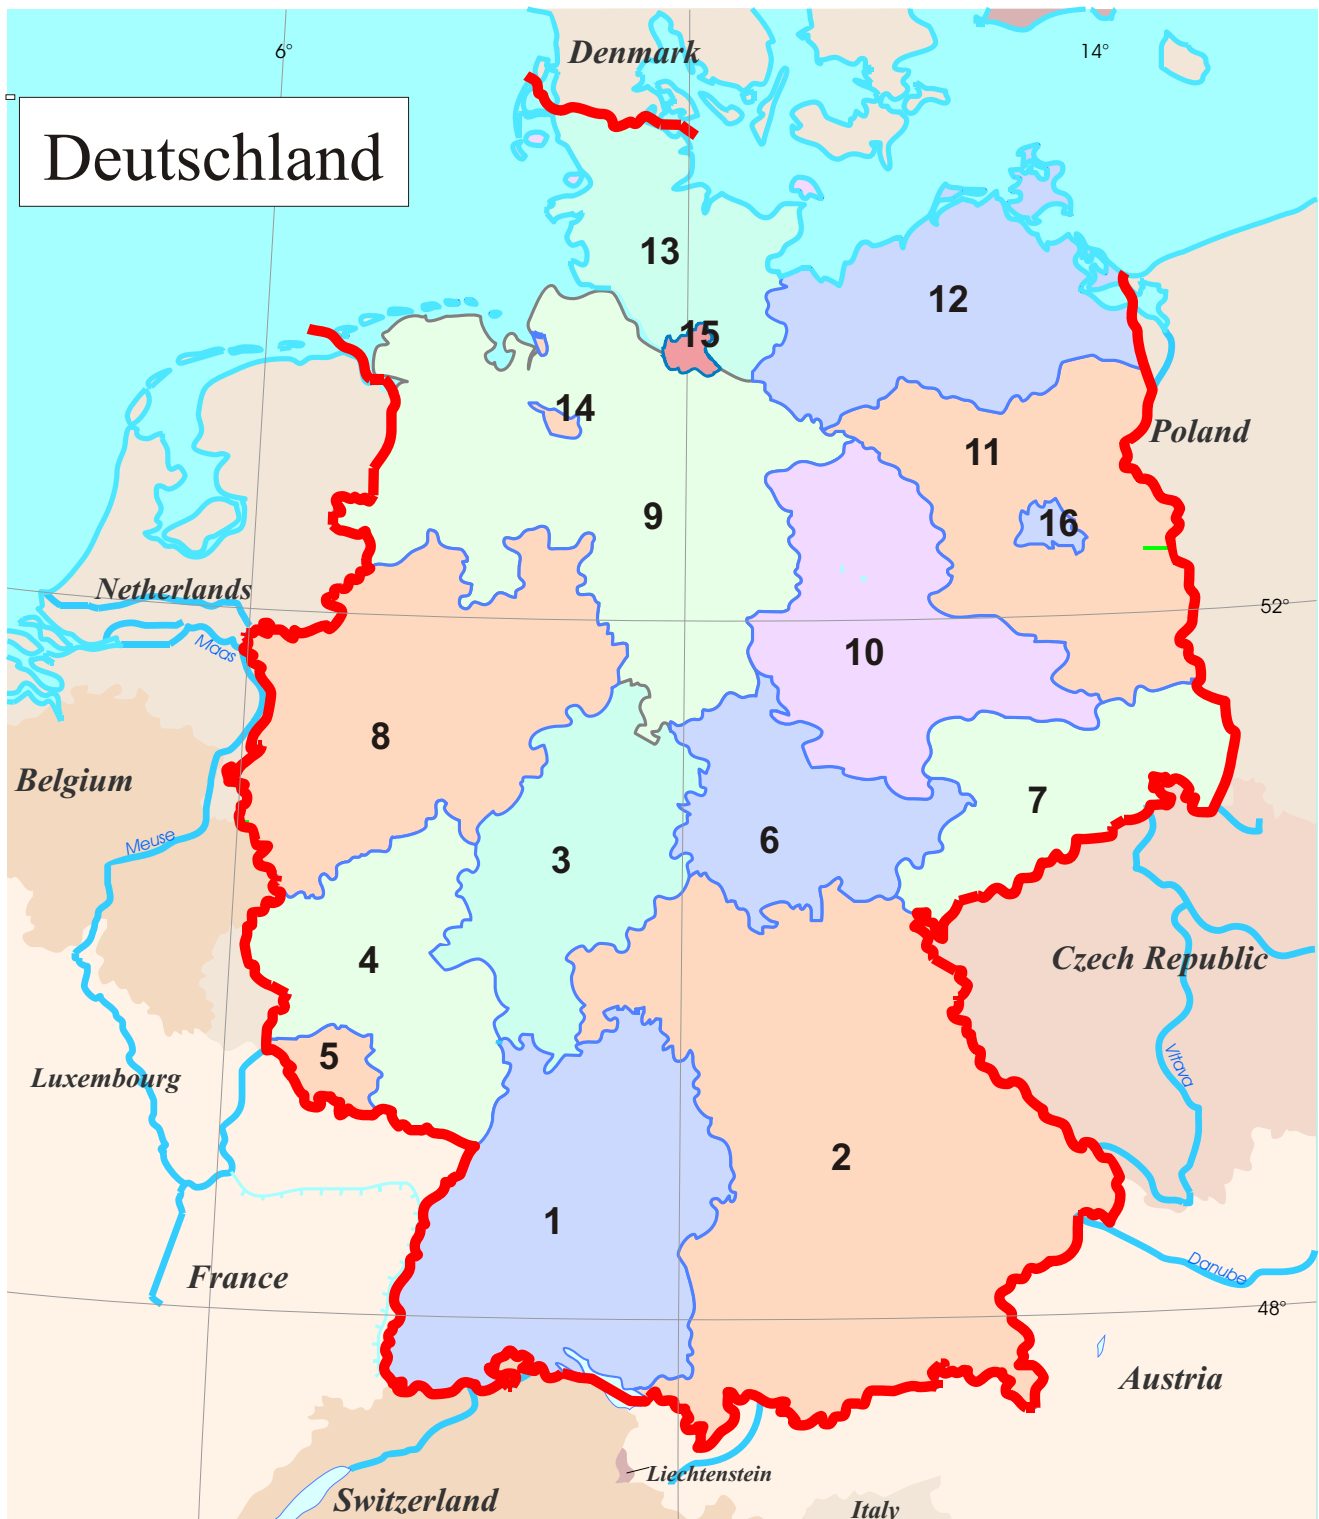 Denmark
6°
14°
Deutschland
13
12
15
14
Poland
11
9
16
Netherlands
52°
Maas
10
8
Belgium
7
Meuse
6
3
4
Czech Republic
5
Luxembourg
Vltava
2
1
France
Danube
48°
Austria
Liechtenstein
Switzerland
Italy